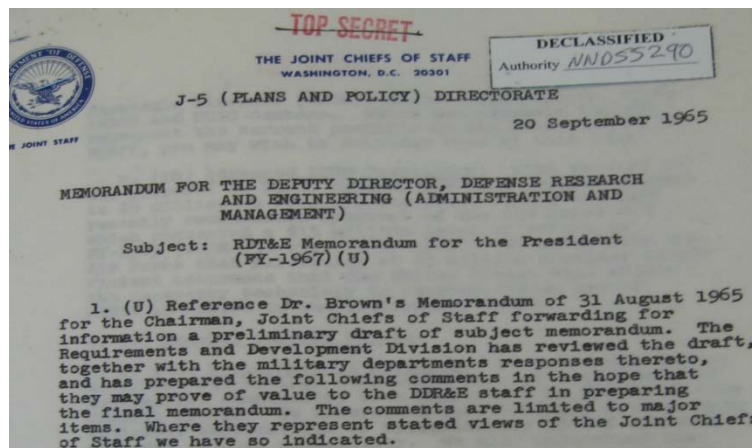 TOP SECRET
DECLASSIFIED
Authority NND55290
THE JOINT CHIEFS OF STAFF
WASHINGTON, D.C. 20301
THE JOINT STAFF
J-5 (PLANS AND POLICY) DIRECTORATE
20 September 1965
MEMORANDUM FOR THE DEPUTY DIRECTOR, DEFENSE RESEARCH
AND ENGINEERING (ADMINISTRATION AND
MANAGEMENT)
Subject: RDT&E Memorandum for the President
(FY-1967)(U)
1. (U) Reference Dr. Brown's Memorandum of 31 August 1965
for the Chairman, Joint Chiefs of Staff forwarding for
information a preliminary draft of subject memorandum. The
Requirements and Development Division has reviewed the draft,
together with the military departments responses thereto,
and has prepared the following comments in the hope that
they may prove of value to the DDR&E staff in preparing
the final memorandum. The comments are limited to major
items. Where they represent stated views of the Joint Chiefs
of Staff we have so indicated.